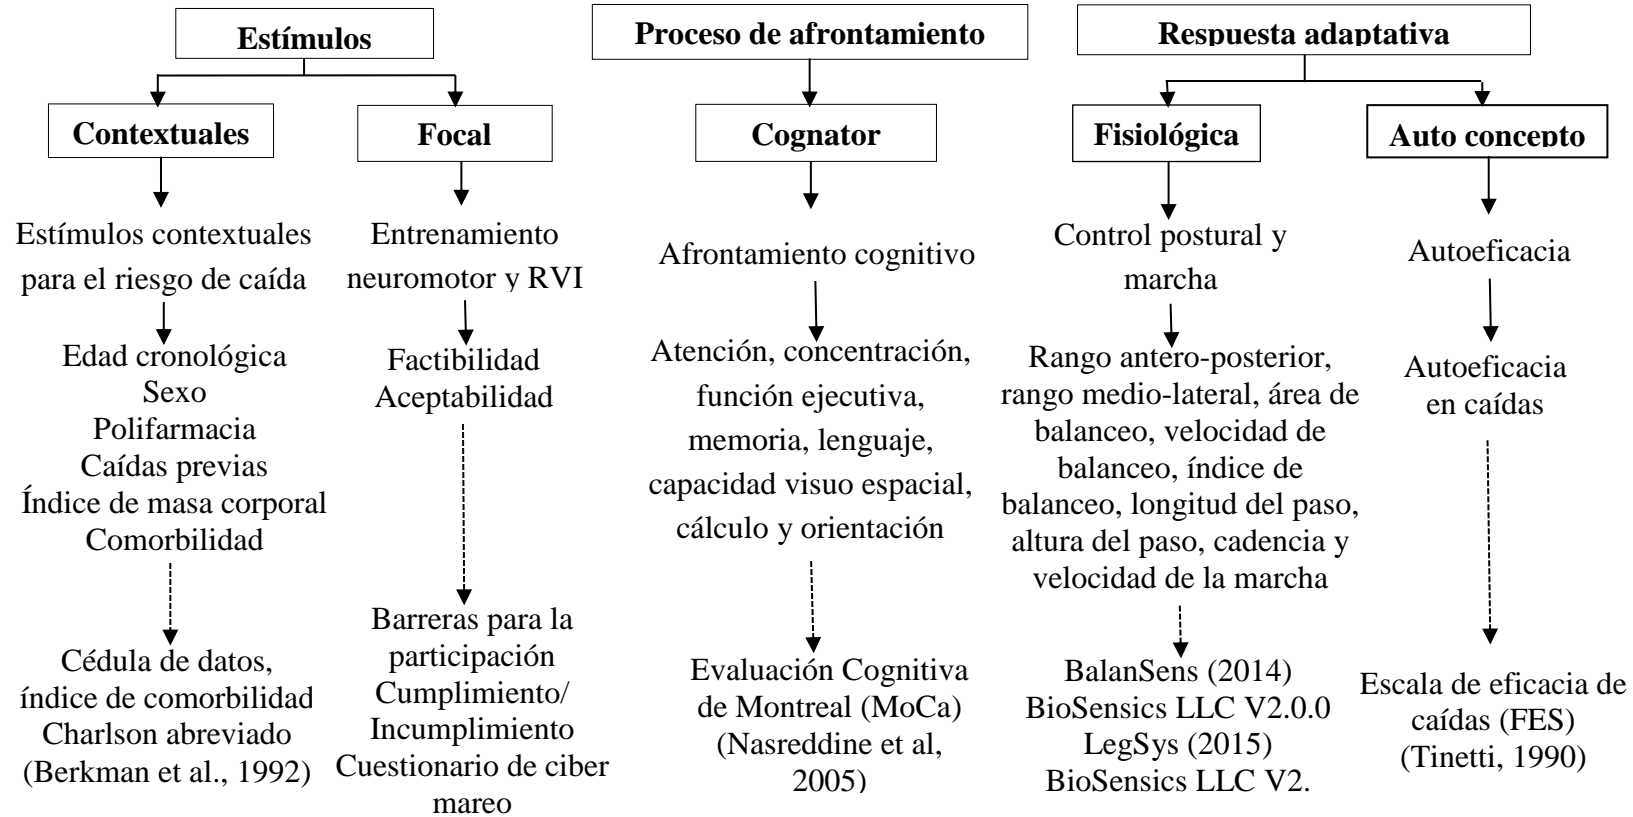 Estímulos
Proceso de afrontamiento
Respuesta adaptativa
Contextuales
Focal
Cognator
Fisiológica
Auto concepto
Estímulos contextuales
para el riesgo de caída
Entrenamiento
neuromotor y RVI
Afrontamiento cognitivo
Control postural y
marcha
Autoeficacia
Edad cronológica
Sexo
Polifarmacia
Caídas previas
Índice de masa corporal
Comorbilidad
Factibilidad
Aceptabilidad
Atención, concentración,
función ejecutiva,
memoria, lenguaje,
capacidad visuo espacial,
cálculo y orientación
Rango antero-posterior,
rango medio-lateral, área de
balanceo, velocidad de
balanceo, índice de
balanceo, longitud del paso,
altura del paso, cadencia y
velocidad de la marcha
Autoeficacia
en caídas
Cédula de datos,
índice de comorbilidad
Charlson abreviado
(Berkman et al., 1992)
Barreras para la
participación
Cumplimiento/
Incumplimiento
Cuestionario de ciber
mareo
Evaluación Cognitiva
de Montreal (MoCa)
(Nasreddine et al,
2005)
BalanSens (2014)
BioSensics LLC V2.0.0
LegSys (2015)
BioSensics LLC V2.
Escala de eficacia de
caídas (FES)
(Tinetti, 1990)